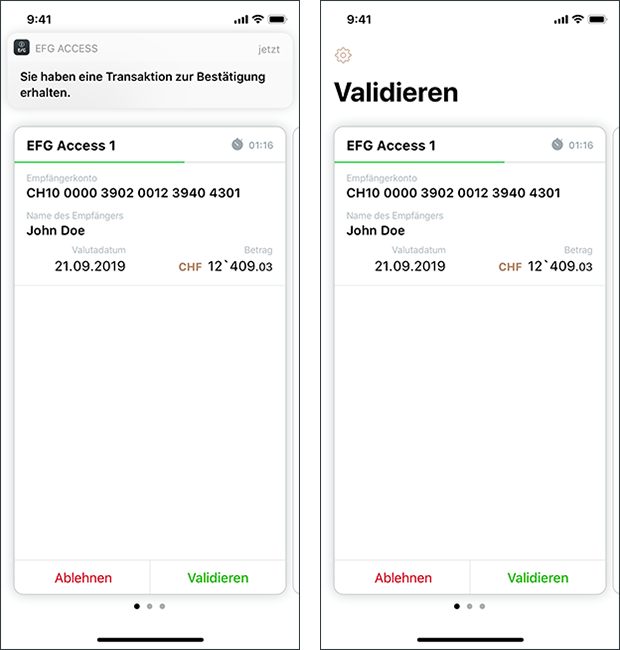 9:41
EFG ACCESS jetzt
Sie haben eine Transaktion zur Bestätigung
erhalten.
EFG Access 1 01:16
Empfängerkonto
CH10 0000 3902 0012 3940 4301
Name des Empfängers
John Doe
Valutadatum Betrag
21.09.2019 CHF 12`409.03
Ablehnen Validieren
9:41
Validieren
EFG Access 1 01:16
Empfängerkonto
CH10 0000 3902 0012 3940 4301
Name des Empfängers
John Doe
Valutadatum Betrag
21.09.2019 CHF 12`409.03
Ablehnen Validieren